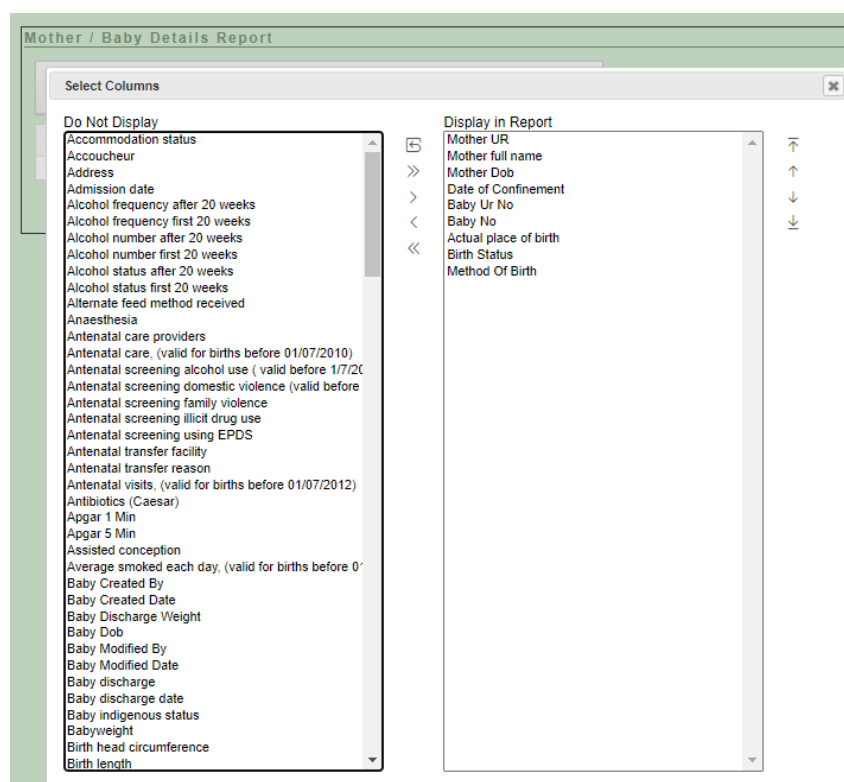 Mother / Baby Details Report
Select Columns
Do Not Display
Accommodation status
Accoucheur
Address
Admission date
Alcohol frequency after 20 weeks
Alcohol frequency first 20 weeks
Alcohol number after 20 weeks
Alcohol number first 20 weeks
Alcohol status after 20 weeks
Alcohol status first 20 weeks
Alternate feed method received
Anaesthesia
Antenatal care providers
Antenatal care, (valid for births before 01/07/2010)
Antenatal screening alcohol use ( valid before 1/7/20
Antenatal screening domestic violence (valid before
Antenatal screening family violence
Antenatal screening illicit drug use
Antenatal screening using EPDS
Antenatal transfer facility
Antenatal transfer reason
Antenatal visits, (valid for births before 01/07/2012)
Antibiotics (Caesar)
Apgar 1 Min
Apgar 5 Min
Assisted conception
Average smoked each day, (valid for births before 0
Baby Created By
Baby Created Date
Baby Discharge Weight
Baby Dob
Baby Modified By
Baby Modified Date
Baby discharge
Baby discharge date
Baby indigenous status
Babyweight
Birth head circumference
Birth length
Display in Report
Mother UR
Mother full name
Mother Dob
Date of Confinement
Baby Ur No
Baby No
Actual place of birth
Birth Status
Method Of Birth